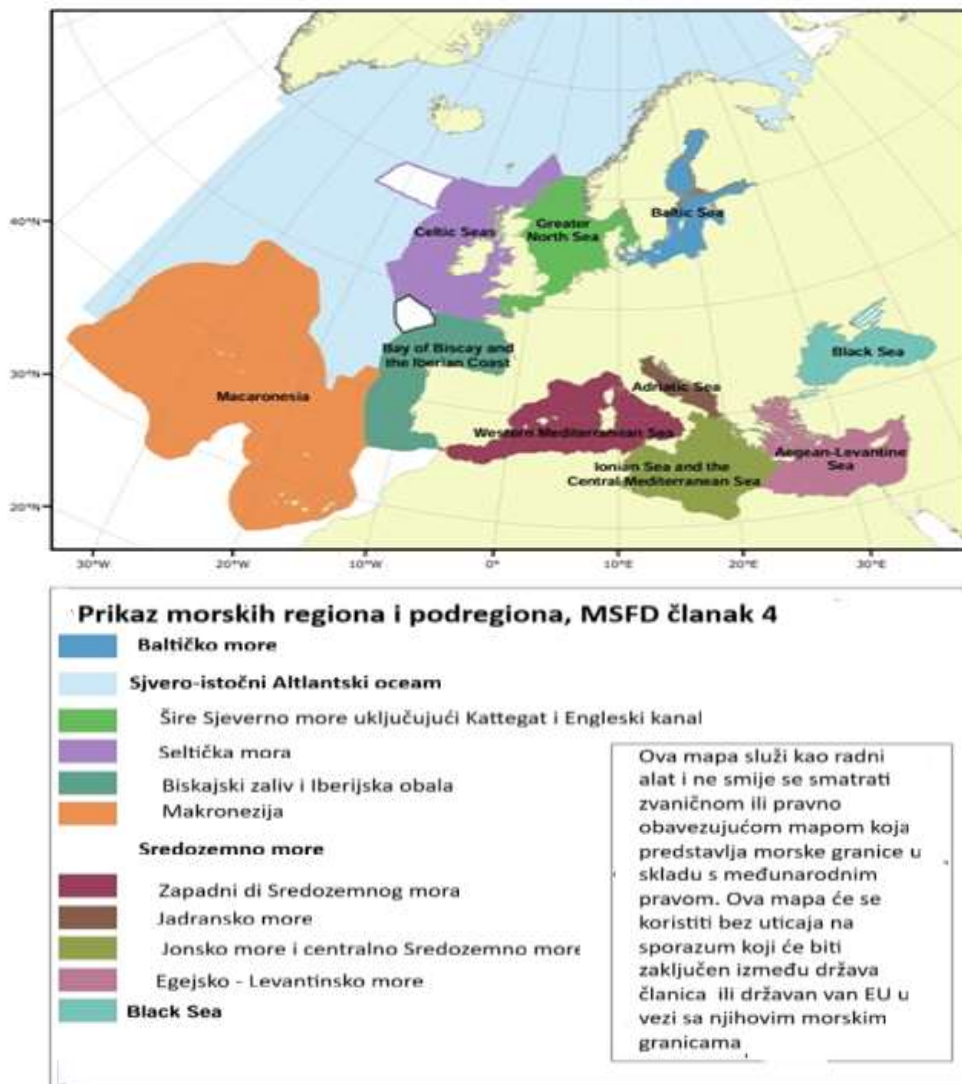 40°N
30°N
20°N
Celtic Seas
Greater
North Sea
Baltic Sea
Bay of Biscay and
the Iberian Coast
Black Sea
Macaronesia
Adriatic Sea
Western Mediterranean Sea
Ionian Sea and the
Central Mediterranean Sea
Aegean-Levantine
Sea
30°W
20°W
10°W
0°
10°E
20°E
30°E
Prikaz morskih regiona i podregiona, MSFD članak 4
Baltičko more
Sjvero-istočni Altlantski oceam
Šire Sjeverno more uključujući Kattegat i Engleski kanal
Seltička mora
Biskajski zaliv i Iberijska obala
Makronezija
Sredozemno more
Zapadni di Sredozemnog mora
Jadransko more
Jonsko more i centralno Sredozemno more
Egejsko - Levantinsko more
Black Sea
Ova mapa služi kao radni
alat i ne smije se smatrati
zvaničnom ili pravno
obavezujućom mapom koja
predstavlja morske granice u
skladu s međunarodnim
pravom. Ova mapa će se
koristiti bez uticaja na
sporazum koji će biti
zaključen između država
članica ili državan van EU u
vezi sa njihovim morskim
granicama